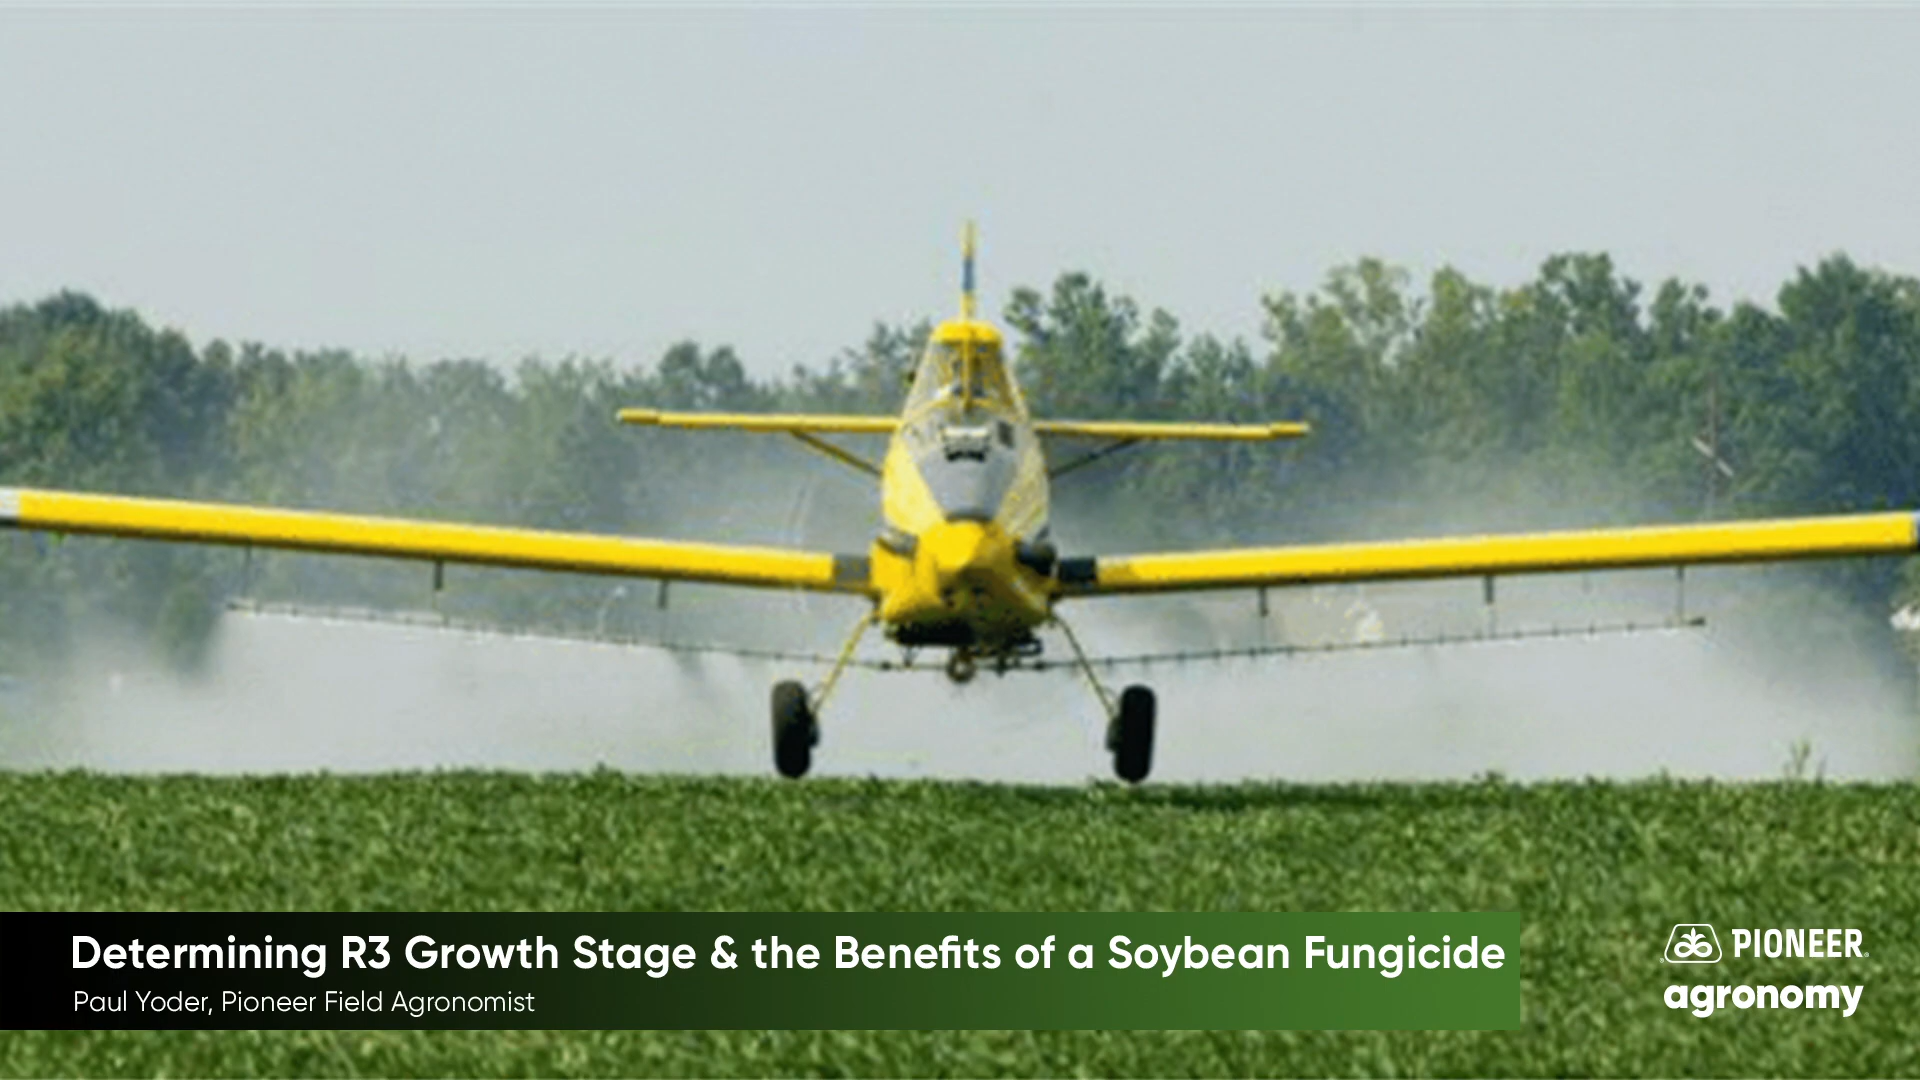 Determining R3 Growth Stage & the Benefits of a Soybean Fungicide
Paul Yoder, Pioneer Field Agronomist
PIONEER®
agronomy